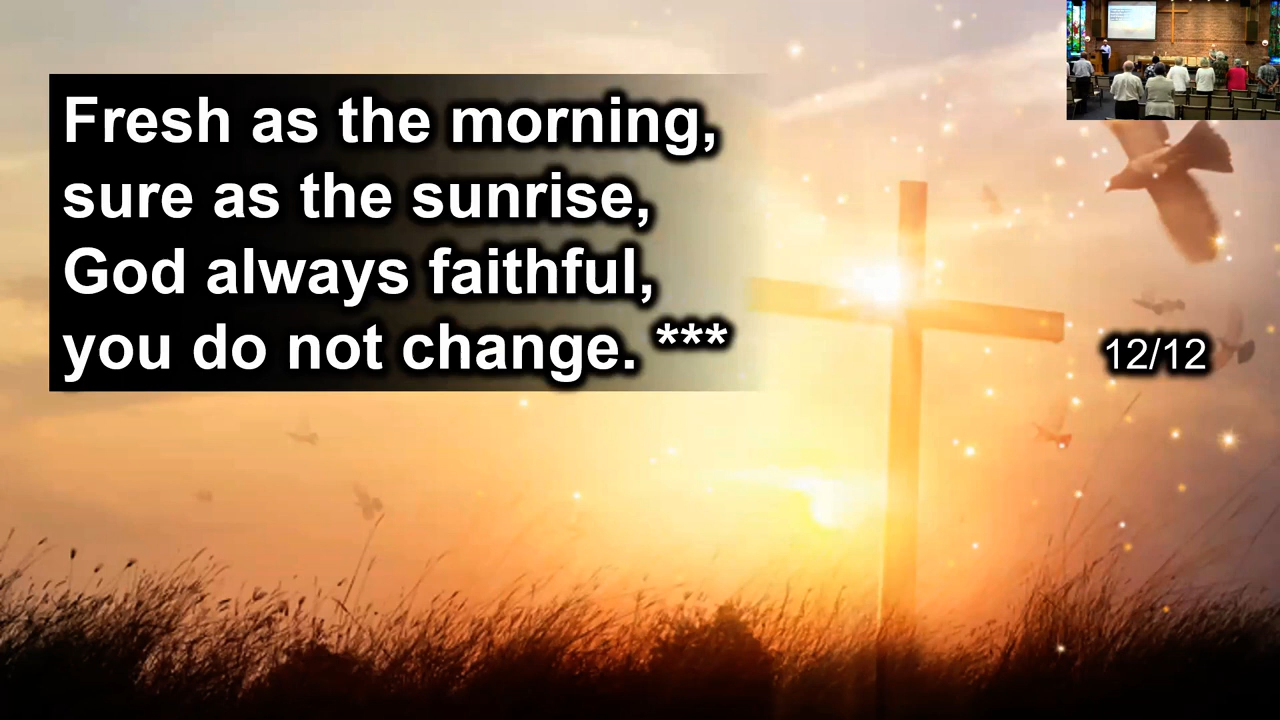 Fresh as the morning,
sure as the sunrise,
God always faithful,
you do not change. ***
12/12